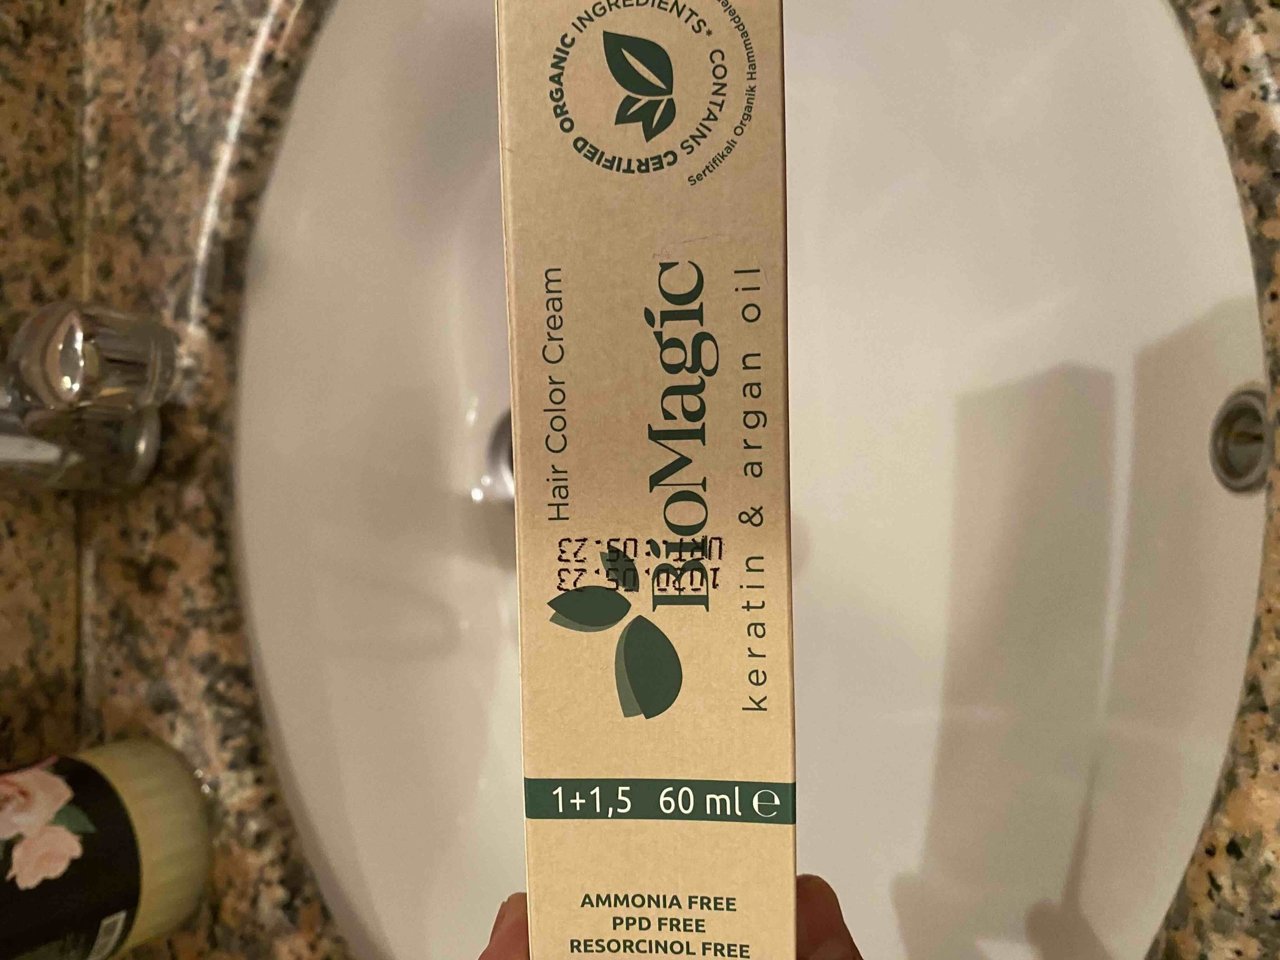 CONTAINS CERTIFIED ORGANIC INGREDIENTS*
Sertifikalı Organik
Hair Color Cream
BioMagic
keratin & argan oil
1+1,5 60 ml e
AMMONIA FREE
PPD FREE
RESORCINOL FREE